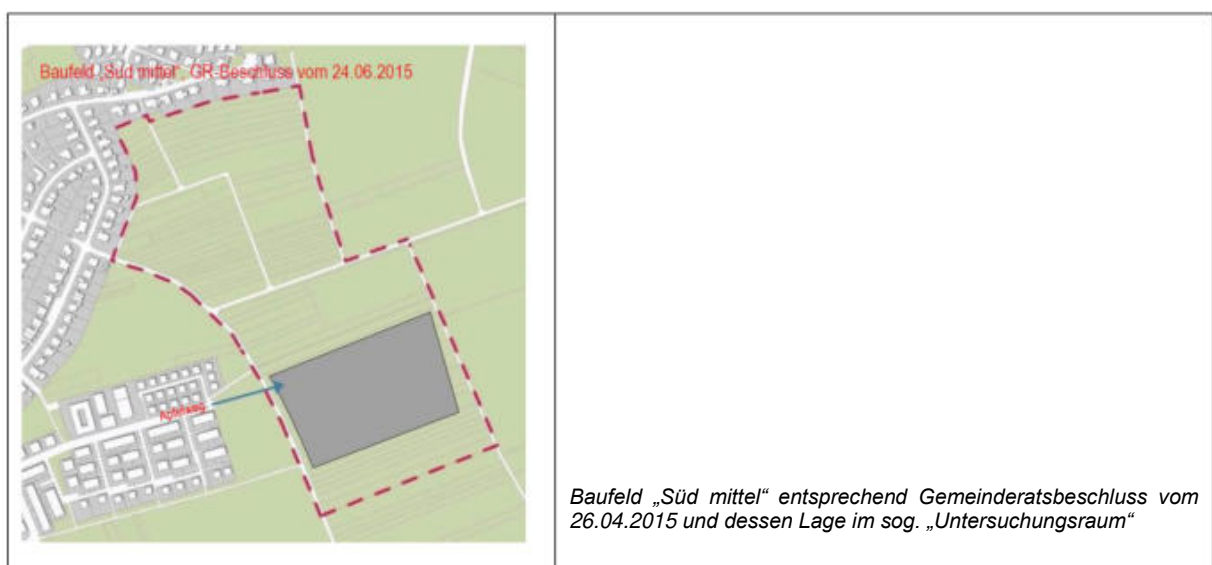 Baufeld „Süd mittel“, GR-Beschluss vom 24.06.2015
Apfelweg
Baufeld „Süd mittel“ entsprechend Gemeinderatsbeschluss vom
26.04.2015 und dessen Lage im sog. „Untersuchungsraum“